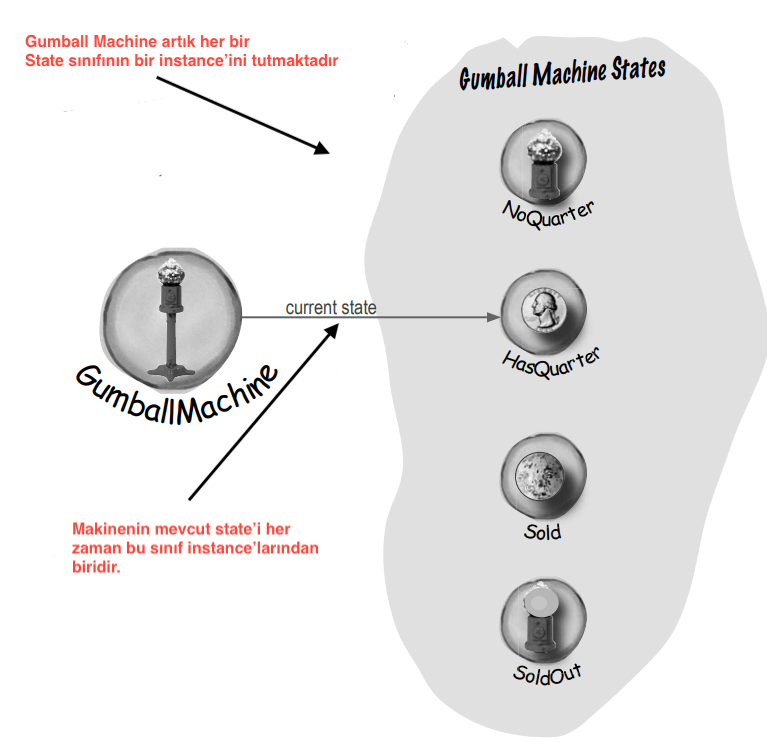 Gumball Machine artık her bir
State sınıfının bir instance’ini tutmaktadır
Gumball Machine States
NoQuarter
current state
HasQuarter
GumballMachine
Sold
Makinenin mevcut state’i her
zaman bu sınıf instance’larından
biridir.
SoldOut